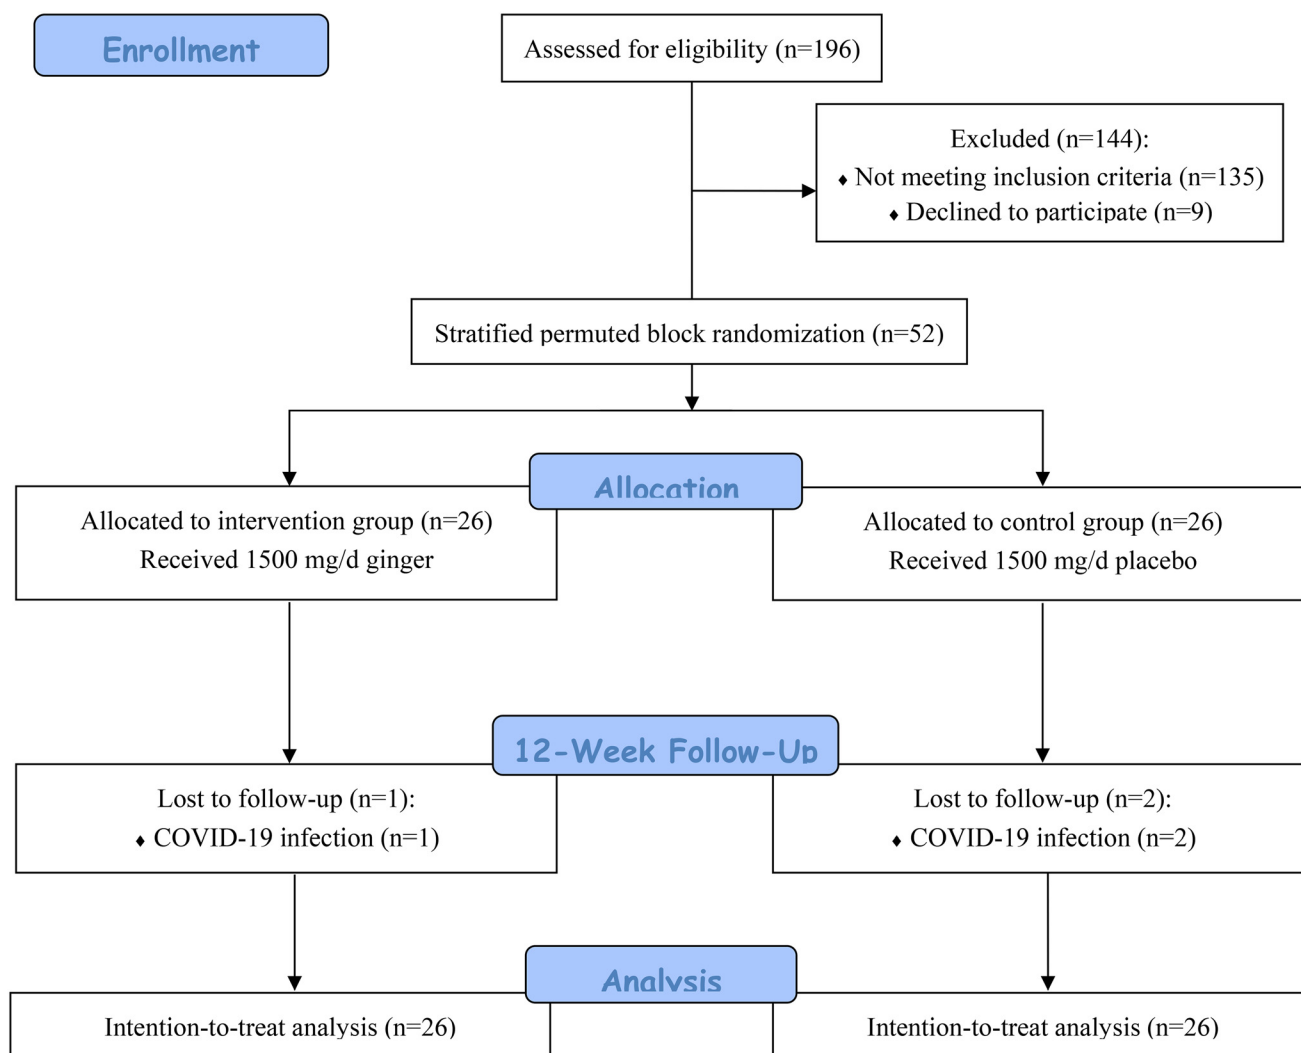 Enrollment
Assessed for eligibility (n=196)
Excluded (n=144):
♦ Not meeting inclusion criteria (n=135)
♦ Declined to participate (n=9)
Stratified permuted block randomization (n=52)
Allocation
Allocated to intervention group (n=26)
Received 1500 mg/d ginger
Allocated to control group (n=26)
Received 1500 mg/d placebo
12-Week Follow-Up
Lost to follow-up (n=1):
♦ COVID-19 infection (n=1)
Lost to follow-up (n=2):
♦ COVID-19 infection (n=2)
Analysis
Intention-to-treat analysis (n=26)
Intention-to-treat analysis (n=26)